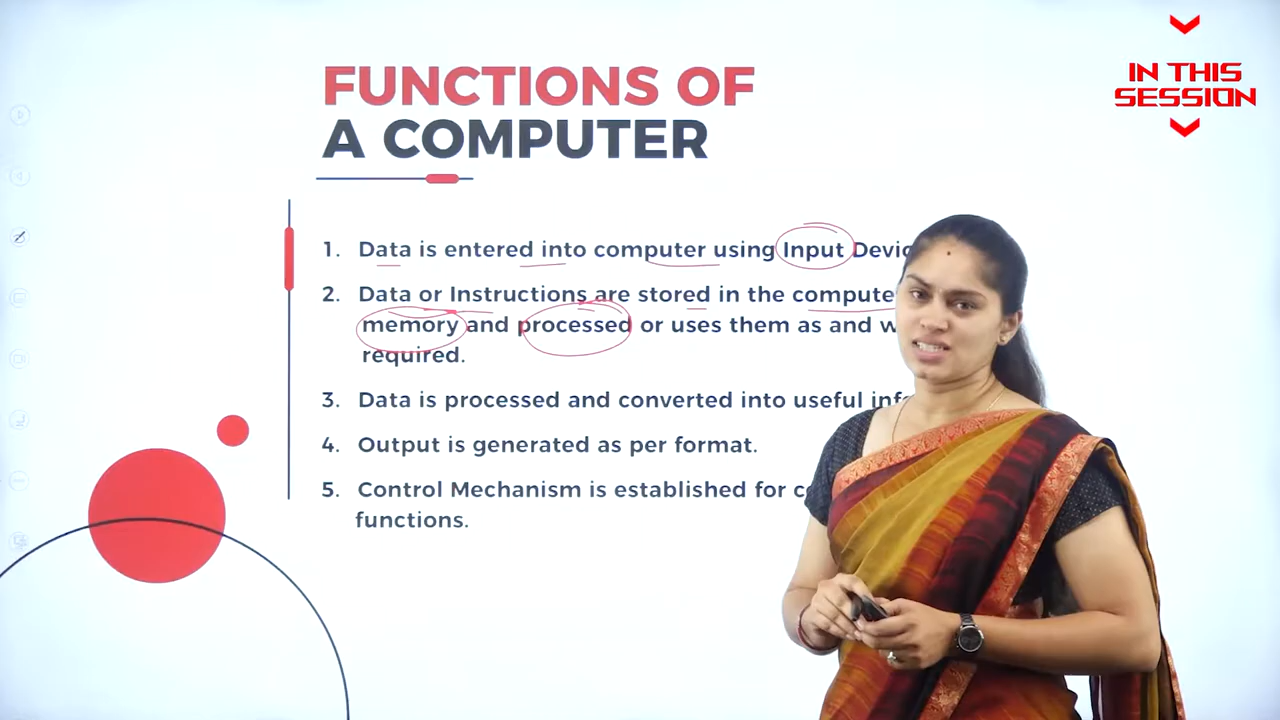 FUNCTIONS OF
A COMPUTER
IN THIS
SESSION
1. Data is entered into computer using Input
2. Data or Instructions are stored in the
memory and processed or uses them as and
required.
3. Data is processed and converted into useful
4. Output is generated as per format.
5. Control Mechanism is established for
functions.